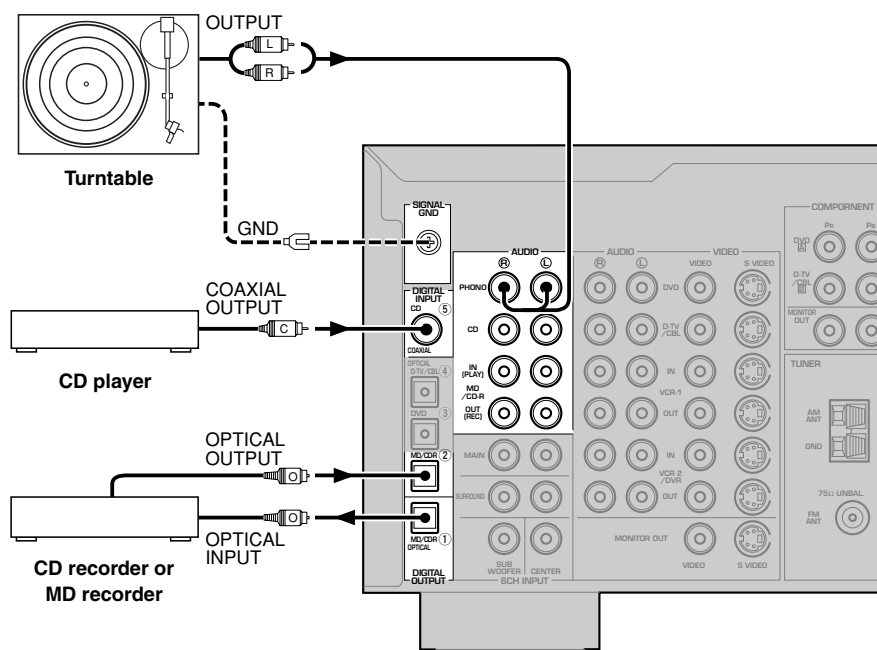 OUTPUT
L
R
Turntable
GND
SIGNAL
GND
COAXIAL
OUTPUT
C
CD player
OPTICAL
OUTPUT
O
O
OPTICAL
INPUT
CD recorder or
MD recorder
DIGITAL
INPUT
CD ⑤
COAXIAL
OPTICAL
D-TV/CBL ④
DVD ③
MD/CDR ②
MD/CDR ①
OPTICAL
DIGITAL
OUTPUT
AUDIO
R L
PHONO
CD
IN
(PLAY)
MD
/CD-R
OUT
(REC)
MAIN
SURROUND
SUB
WOOFER
CENTER
6CH INPUT
AUDIO
R L
VIDEO
VIDEO
S VIDEO
DVD
D-TV
/CBL
IN
VCR-1
OUT
IN
VCR 2
/DVR
OUT
MONITOR OUT
VIDEO
S VIDEO
COMPORNENT
PR
PB
DVD
A
D-TV
/CBL
B
MONITOR
OUT
TUNER
AM
ANT
GND
75Ω UNBAL.
FM
ANT